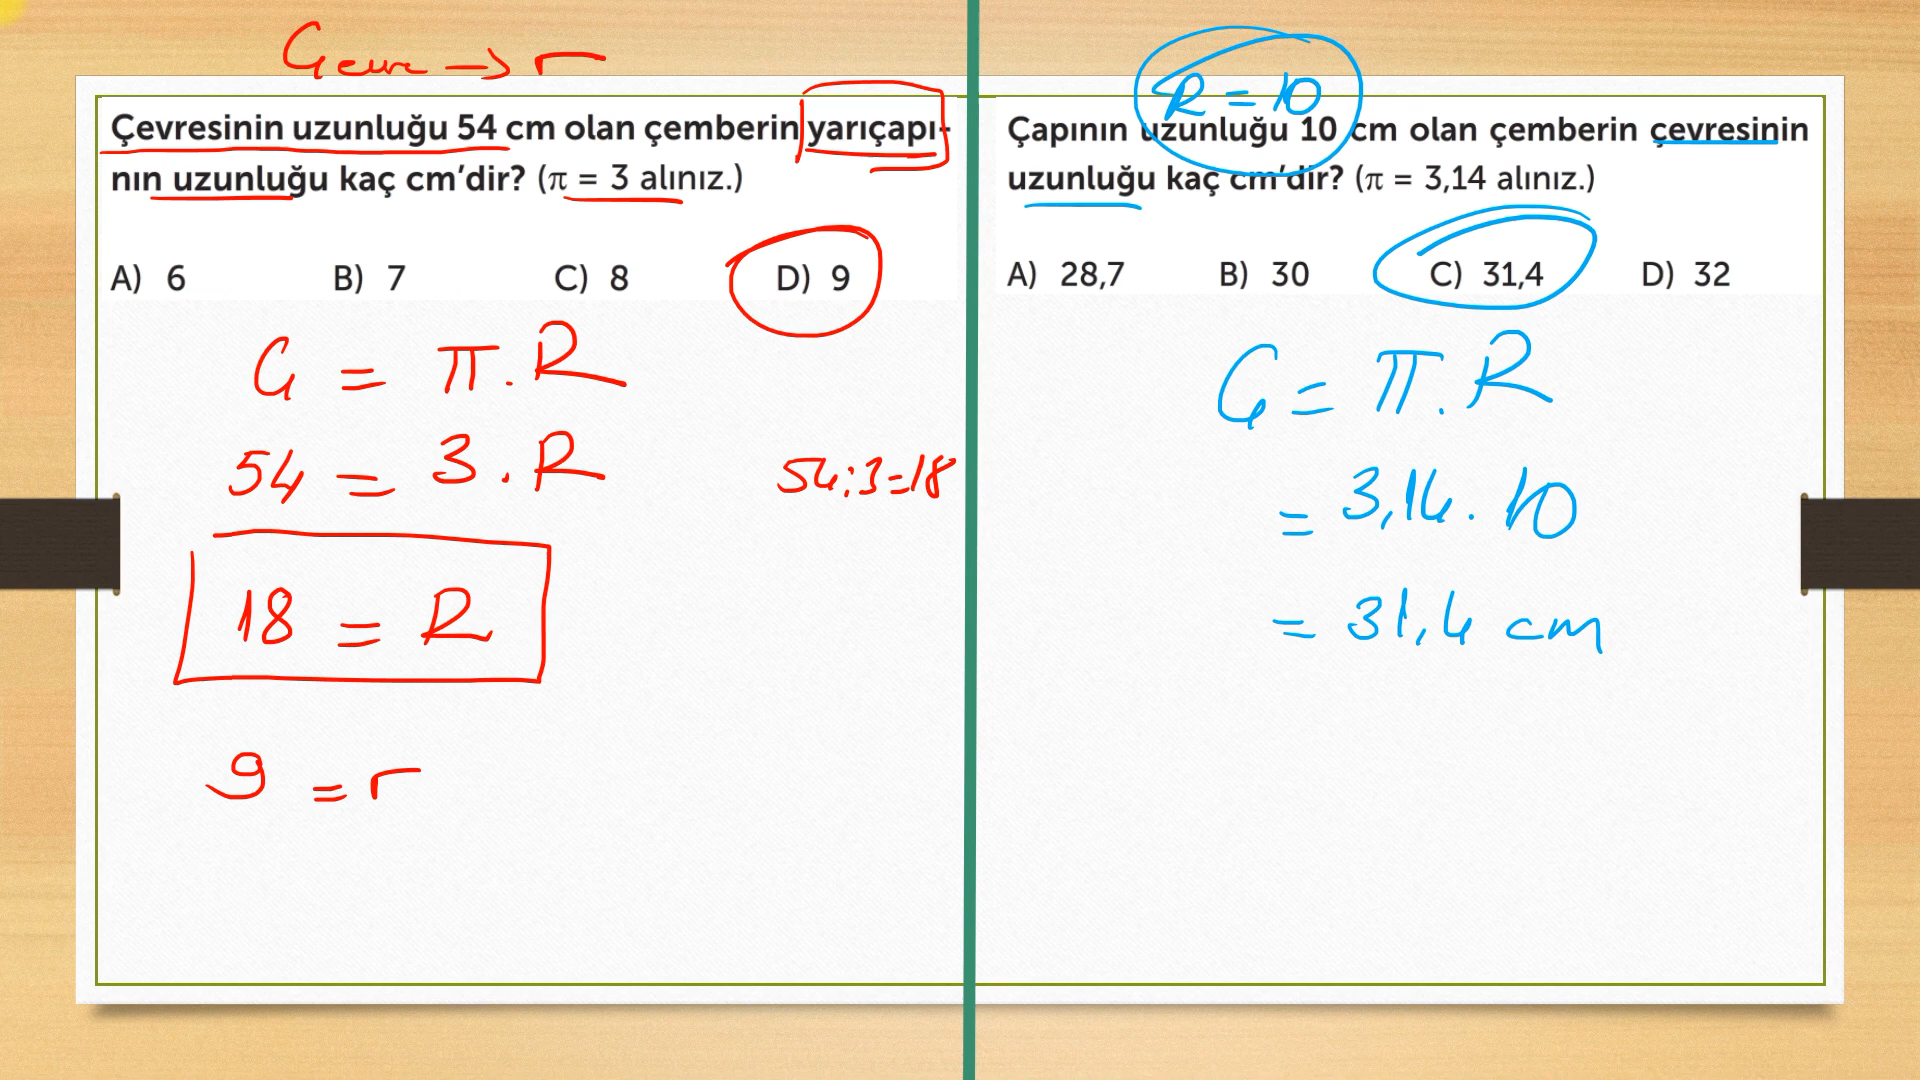 Çevre → r
Çevresinin uzunluğu 54 cm olan çemberin yarıçapı-
nın uzunluğu kaç cm’dir? (π = 3 alınız.)
A) 6 B) 7 C) 8 D) 9
Ç = π . R
54 = 3 . R
54:3=18
18 = R
9 = r
R = 10
Çapının uzunluğu 10 cm olan çemberin çevresinin
uzunluğu kaç cm’dir? (π = 3,14 alınız.)
A) 28,7 B) 30 C) 31,4 D) 32
Ç = π . R
= 3,14 . 10
= 31,4 cm